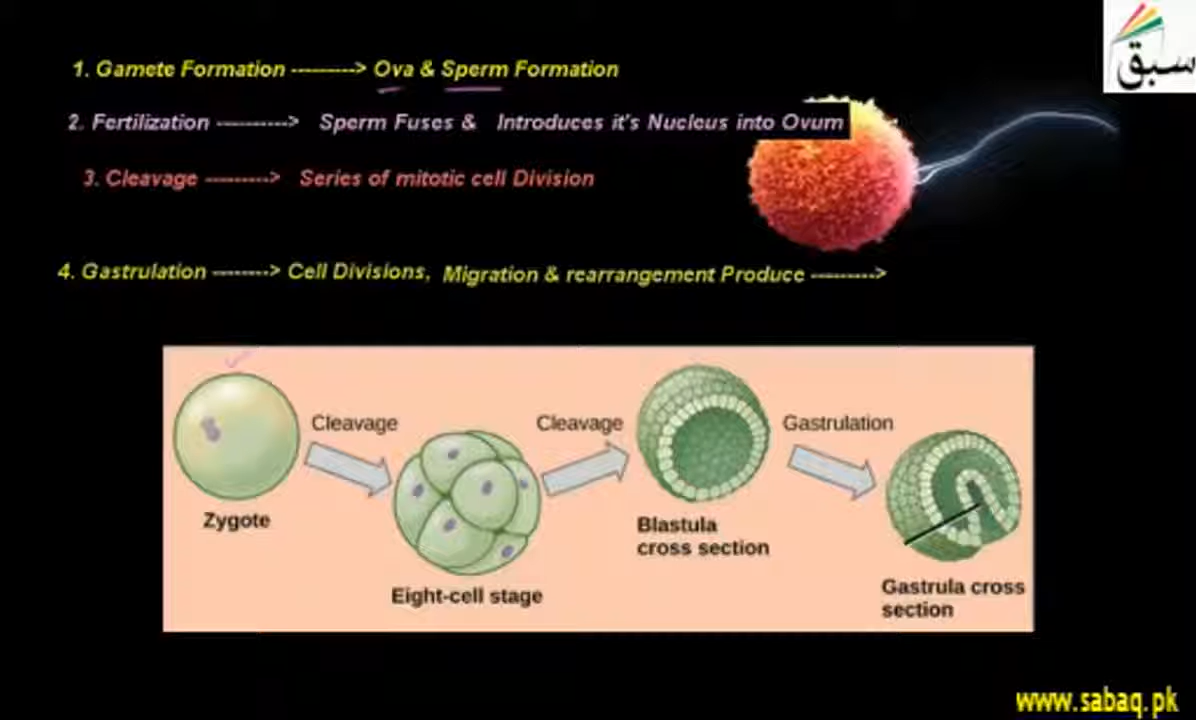 سبق
1. Gamete Formation ---------> Ova & Sperm Formation
2. Fertilization ----------> Sperm Fuses & Introduces it's Nucleus into Ovum
3. Cleavage ---------> Series of mitotic cell Division
4. Gastrulation --------> Cell Divisions, Migration & rearrangement Produce --------->
Cleavage
Cleavage
Gastrulation
Zygote
Eight-cell stage
Blastula
cross section
Gastrula cross
section
www.sabaq.pk